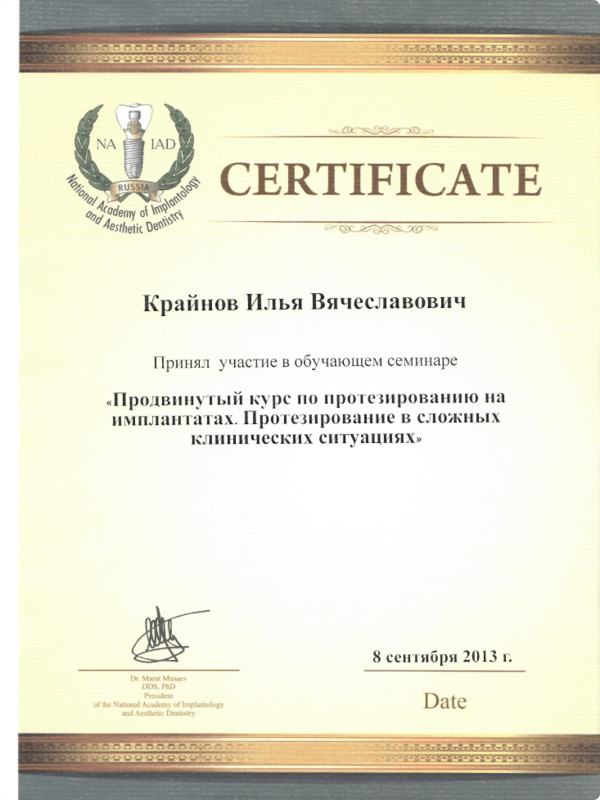 NA IAD
RUSSIA
National Academy of Implantology
and Aesthetic Dentistry
CERTIFICATE
Крайнов Илья Вячеславович
Принял участие в обучающем семинаре
«Продвинутый курс по протезированию на
имплантатах. Протезирование в сложных
клинических ситуациях»
8 сентября 2013 г.
Dr. Marat Musaev
DDS, PhD
President
of the National Academy of Implantology
and Aesthetic Dentistry
Date